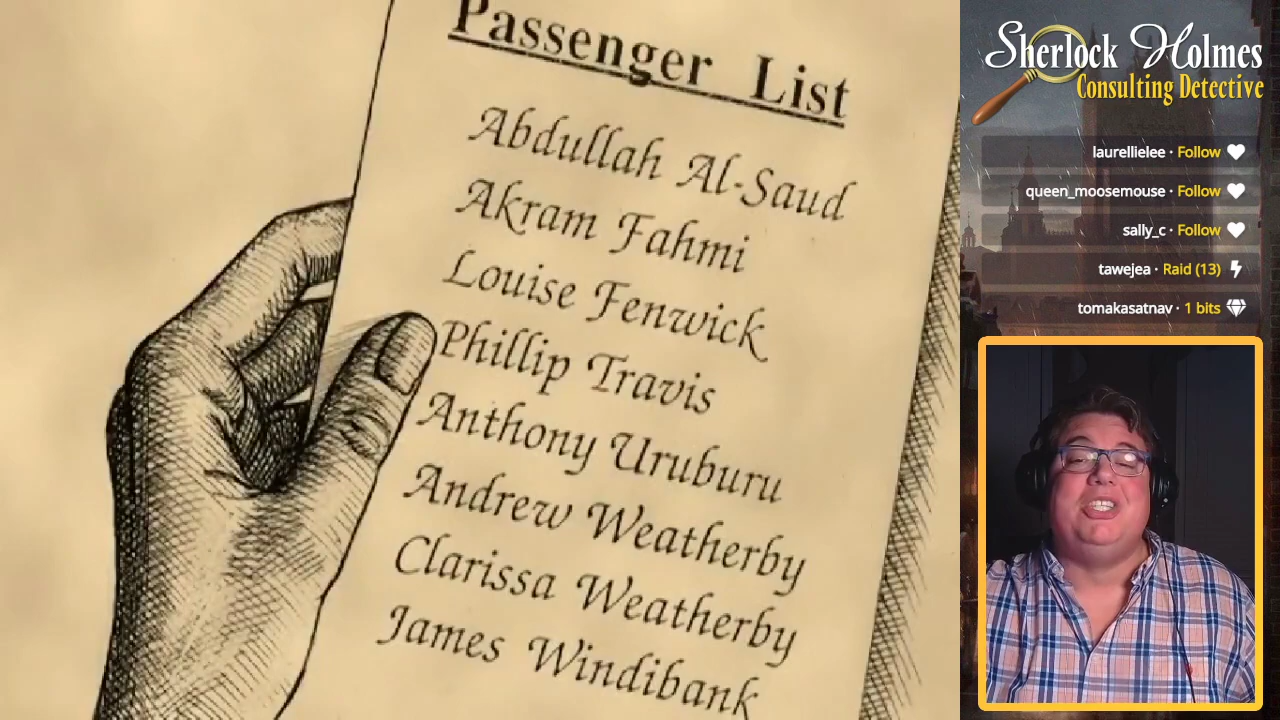 Passenger List
Abdullah Al-Saud
Akram Fahmi
Louise Fenwick
Phillip Travis
Anthony Uruburu
Andrew Weatherby
Clarissa Weatherby
James Windibank
Sherlock Holmes
Consulting Detective
laurellielee · Follow
queen_moosemouse · Follow
sally_c · Follow
tawejea · Raid (13)
tomakasatnav · 1 bits